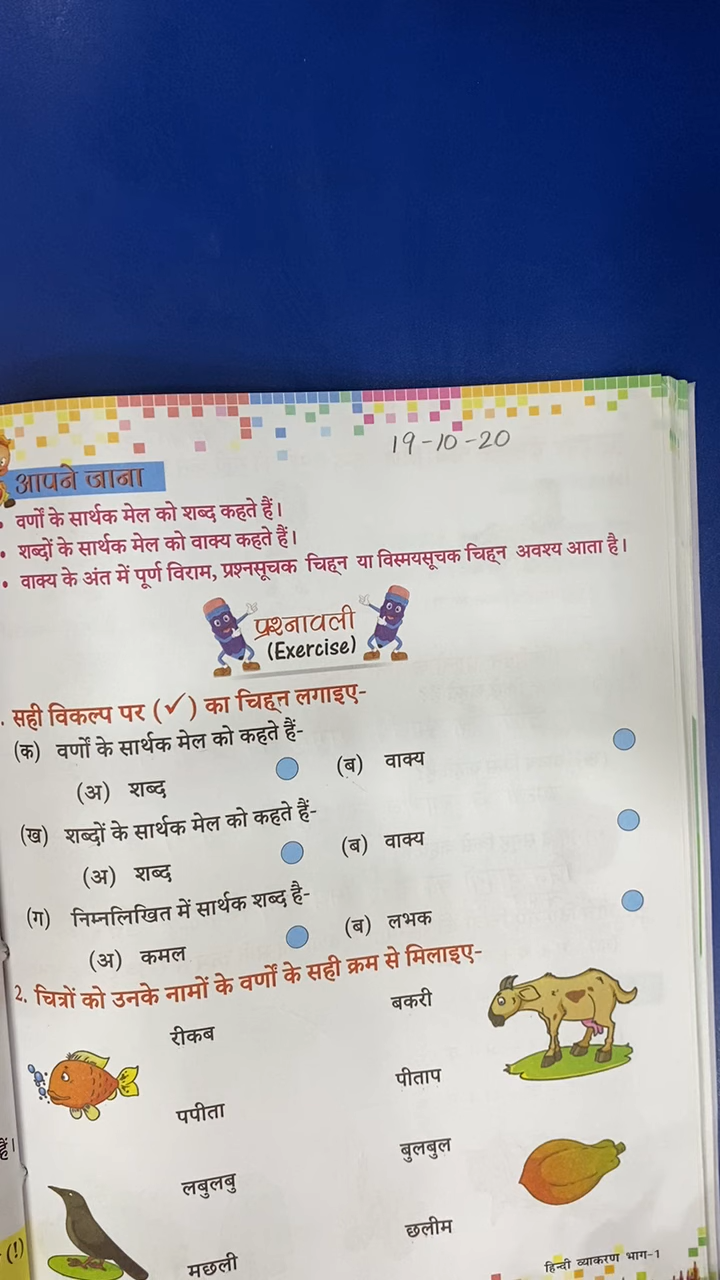 19-10-20
आपने जाना
• वर्णों के सार्थक मेल को शब्द कहते हैं।
• शब्दों के सार्थक मेल को वाक्य कहते हैं।
• वाक्य के अंत में पूर्ण विराम, प्रश्नसूचक चिह्न या विस्मयसूचक चिह्न अवश्य आता है।
प्रश्नावली
(Exercise)
. सही विकल्प पर (✓) का चिह्न लगाइए-
(क) वर्णों के सार्थक मेल को कहते हैं-
(अ) शब्द (ब) वाक्य
(ख) शब्दों के सार्थक मेल को कहते हैं-
(अ) शब्द (ब) वाक्य
(ग) निम्नलिखित में सार्थक शब्द है-
(अ) कमल (ब) लभक
2. चित्रों को उनके नामों के वर्णों के सही क्रम से मिलाइए-
रीकब बकरी
पपीता पीताप
लबुलबु बुलबुल
मछली छलीम
हैं।
(!)
हिन्दी व्याकरण भाग-1